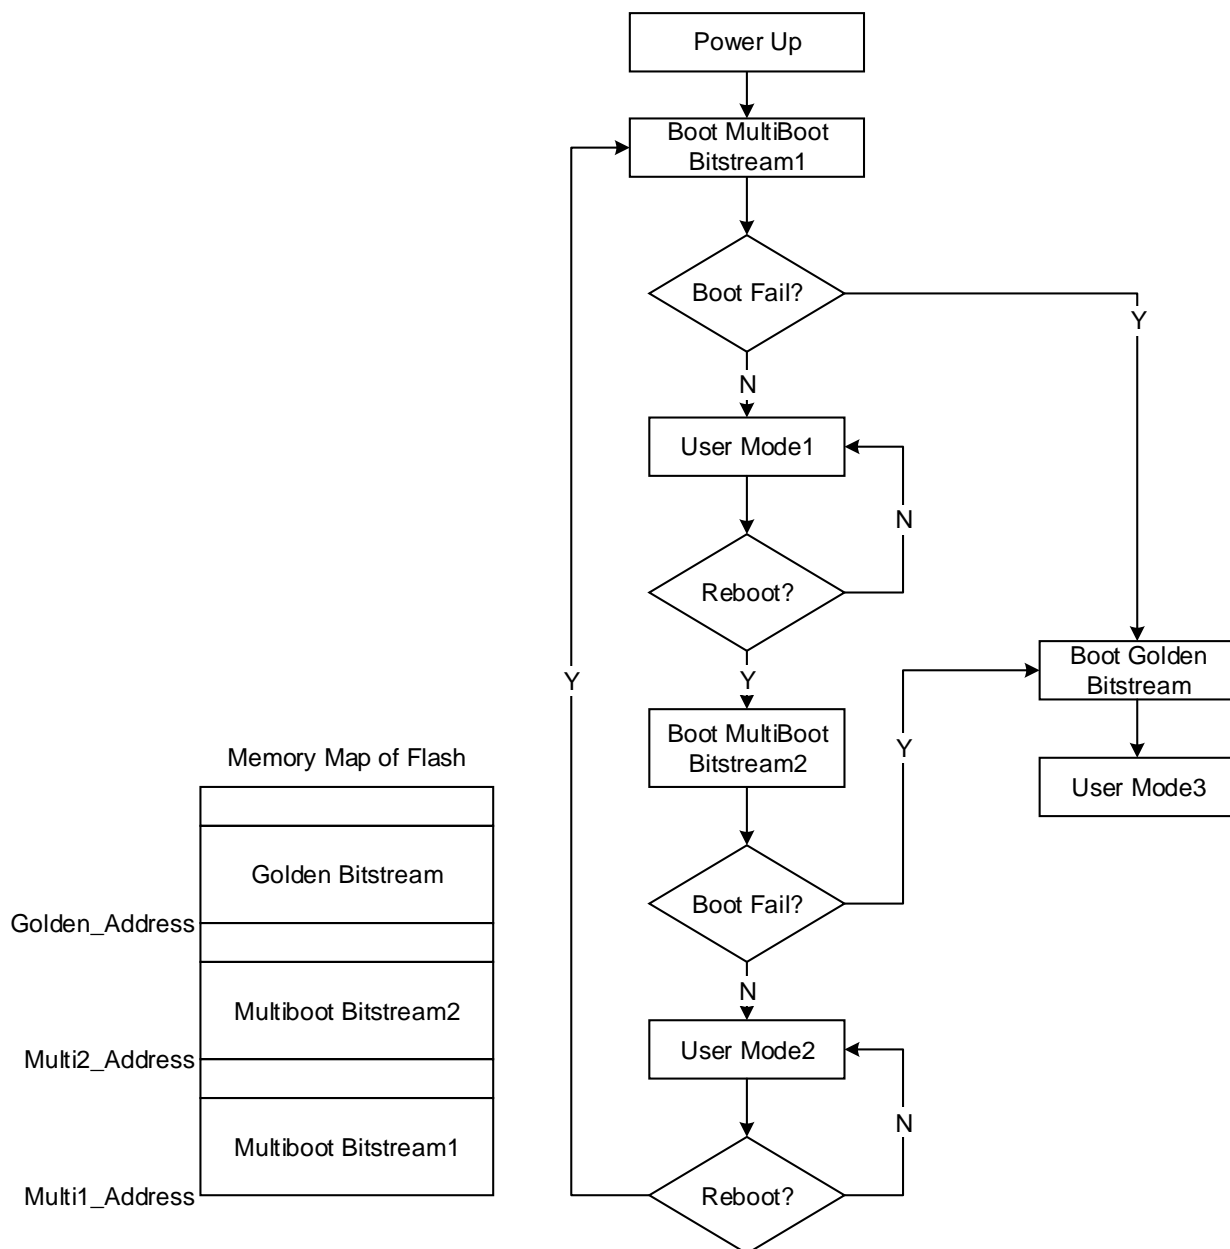 Power Up
Boot MultiBoot
Bitstream1
Boot Fail?
Y
N
User Mode1
N
Reboot?
Y
Y
Boot Golden
Bitstream
Boot MultiBoot
Bitstream2
Y
User Mode3
Boot Fail?
N
User Mode2
N
Reboot?
Memory Map of Flash
Golden Bitstream
Golden_Address
Multiboot Bitstream2
Multi2_Address
Multiboot Bitstream1
Multi1_Address